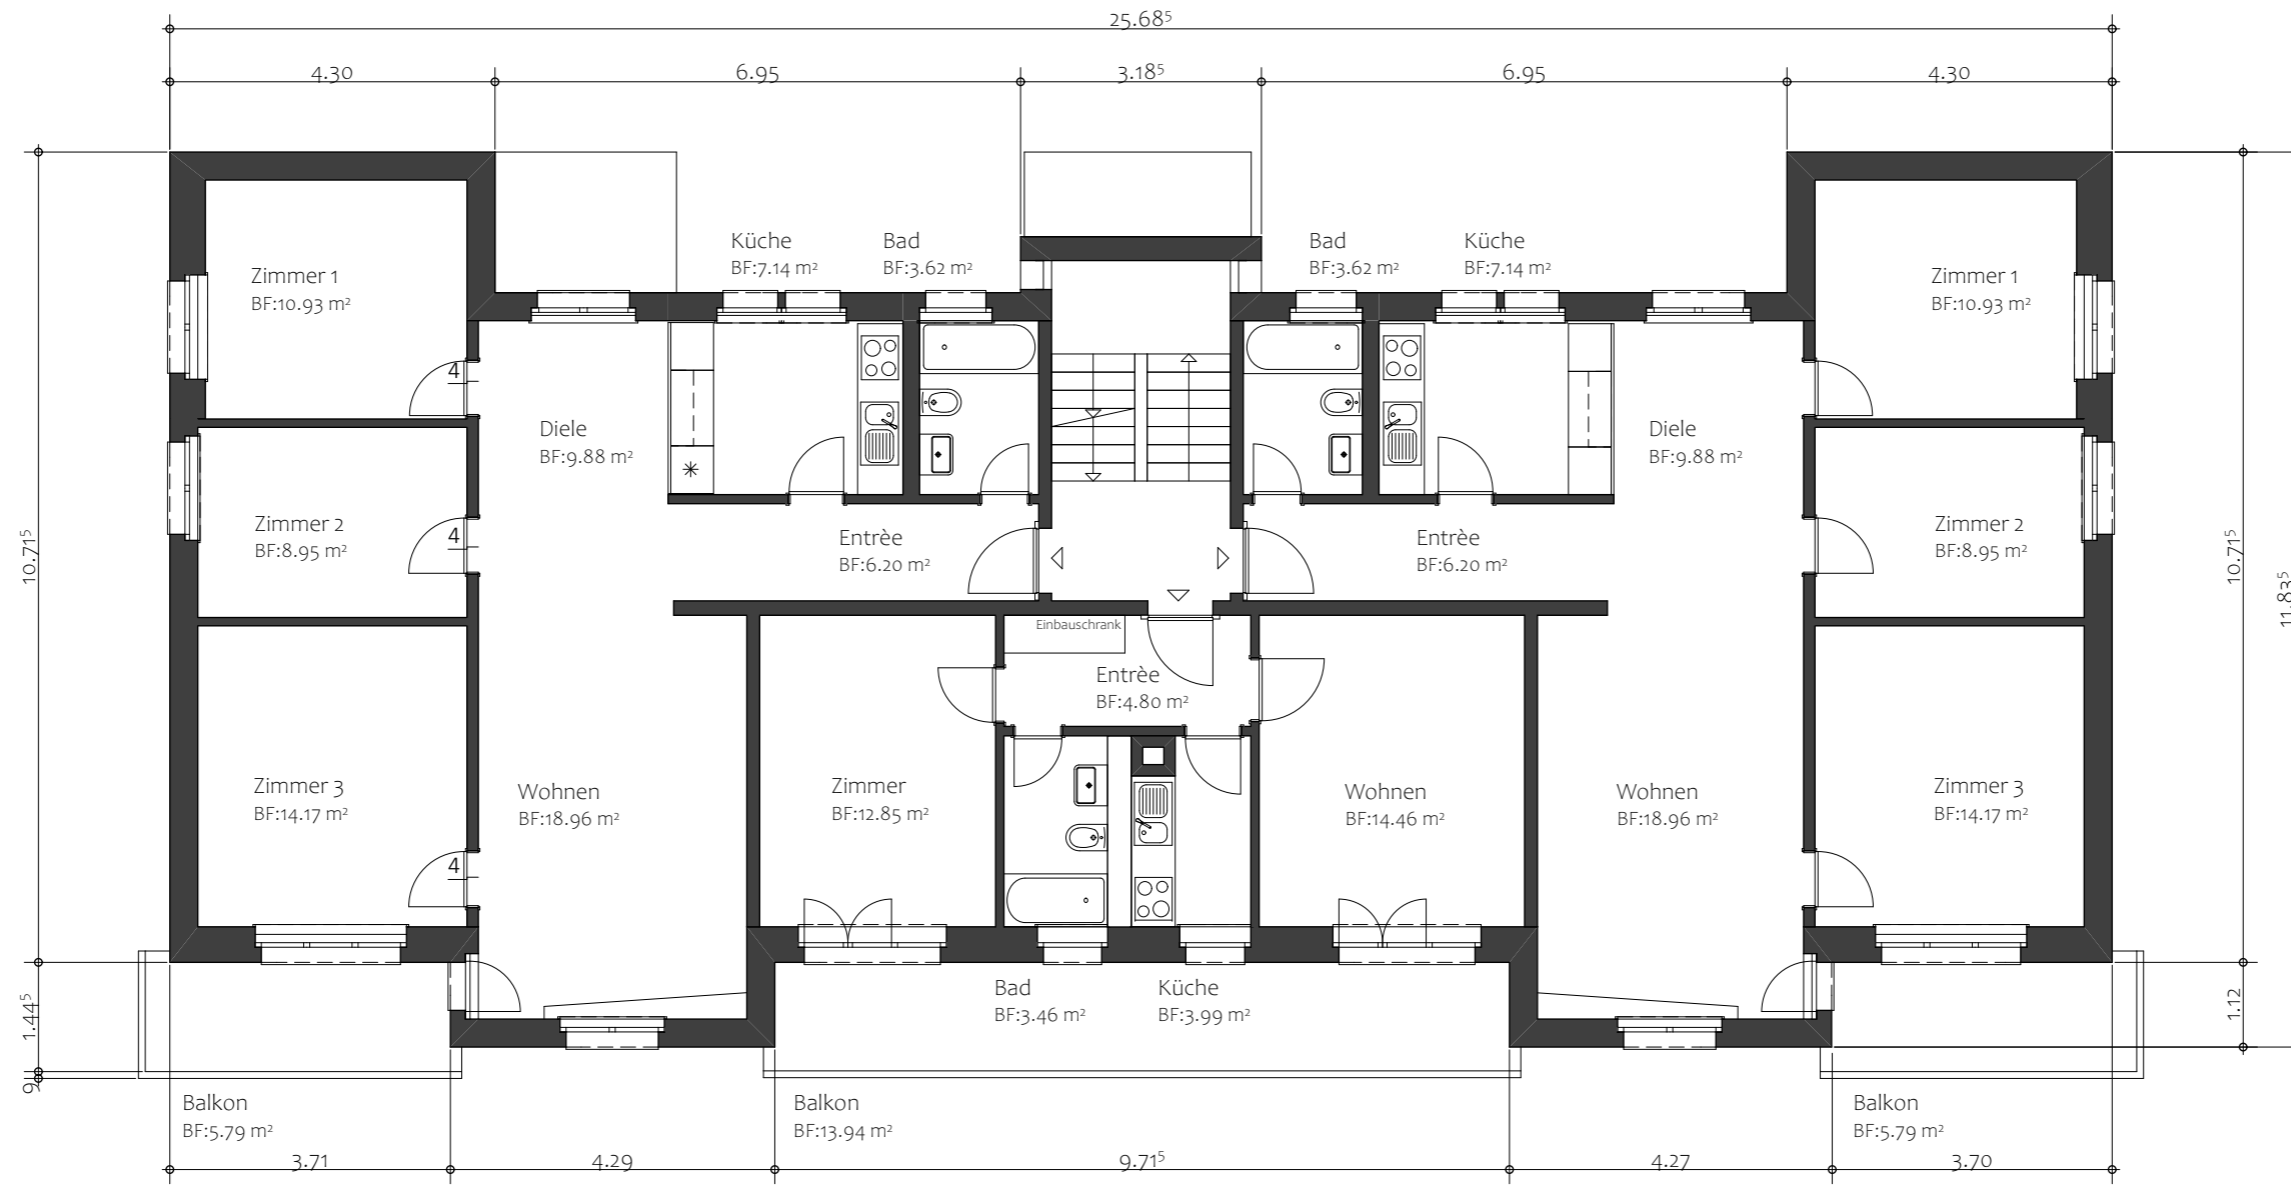 25.68⁵
4.30
6.95
3.18⁵
6.95
4.30
Küche
BF:7.14 m²
Bad
BF:3.62 m²
Bad
BF:3.62 m²
Küche
BF:7.14 m²
Zimmer 1
BF:10.93 m²
Zimmer 1
BF:10.93 m²
4
Diele
BF:9.88 m²
Diele
BF:9.88 m²
Zimmer 2
BF:8.95 m²
4
Entrèe
BF:6.20 m²
Entrèe
BF:6.20 m²
Zimmer 2
BF:8.95 m²
10.71⁵
10.71⁵
11.83⁵
Einbauschrank
Entrèe
BF:4.80 m²
Zimmer 3
BF:14.17 m²
Wohnen
BF:18.96 m²
Zimmer
BF:12.85 m²
Wohnen
BF:14.46 m²
Wohnen
BF:18.96 m²
Zimmer 3
BF:14.17 m²
4
Bad
BF:3.46 m²
Küche
BF:3.99 m²
1.44⁵
1.12
9
Balkon
BF:5.79 m²
Balkon
BF:13.94 m²
Balkon
BF:5.79 m²
3.71
4.29
9.71⁵
4.27
3.70